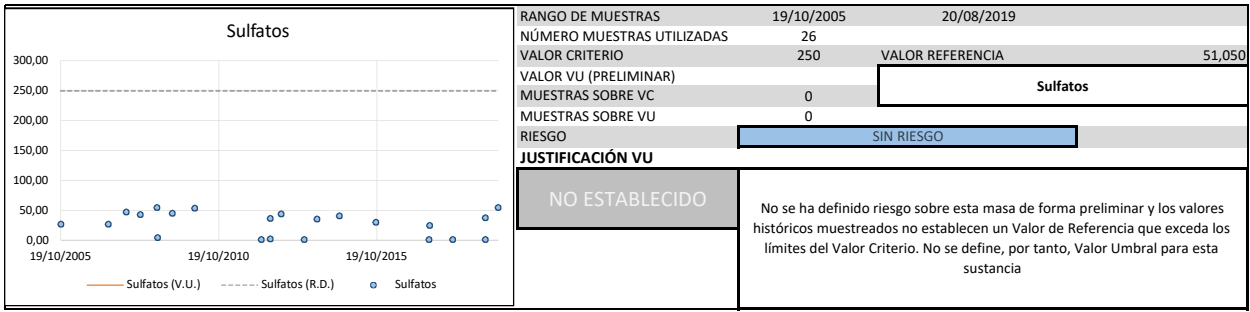 Sulfatos
300,00
250,00
200,00
150,00
100,00
50,00
0,00
19/10/2005 19/10/2010 19/10/2015
Sulfatos (V.U.) Sulfatos (R.D.) Sulfatos
RANGO DE MUESTRAS 19/10/2005 20/08/2019
NÚMERO MUESTRAS UTILIZADAS 26
VALOR CRITERIO 250 VALOR REFERENCIA 51,050
VALOR VU (PRELIMINAR)
Sulfatos
MUESTRAS SOBRE VC 0
MUESTRAS SOBRE VU 0
RIESGO SIN RIESGO
JUSTIFICACIÓN VU
NO ESTABLECIDO
No se ha definido riesgo sobre esta masa de forma preliminar y los valores
históricos muestreados no establecen un Valor de Referencia que exceda los
límites del Valor Criterio. No se define, por tanto, Valor Umbral para esta
sustancia